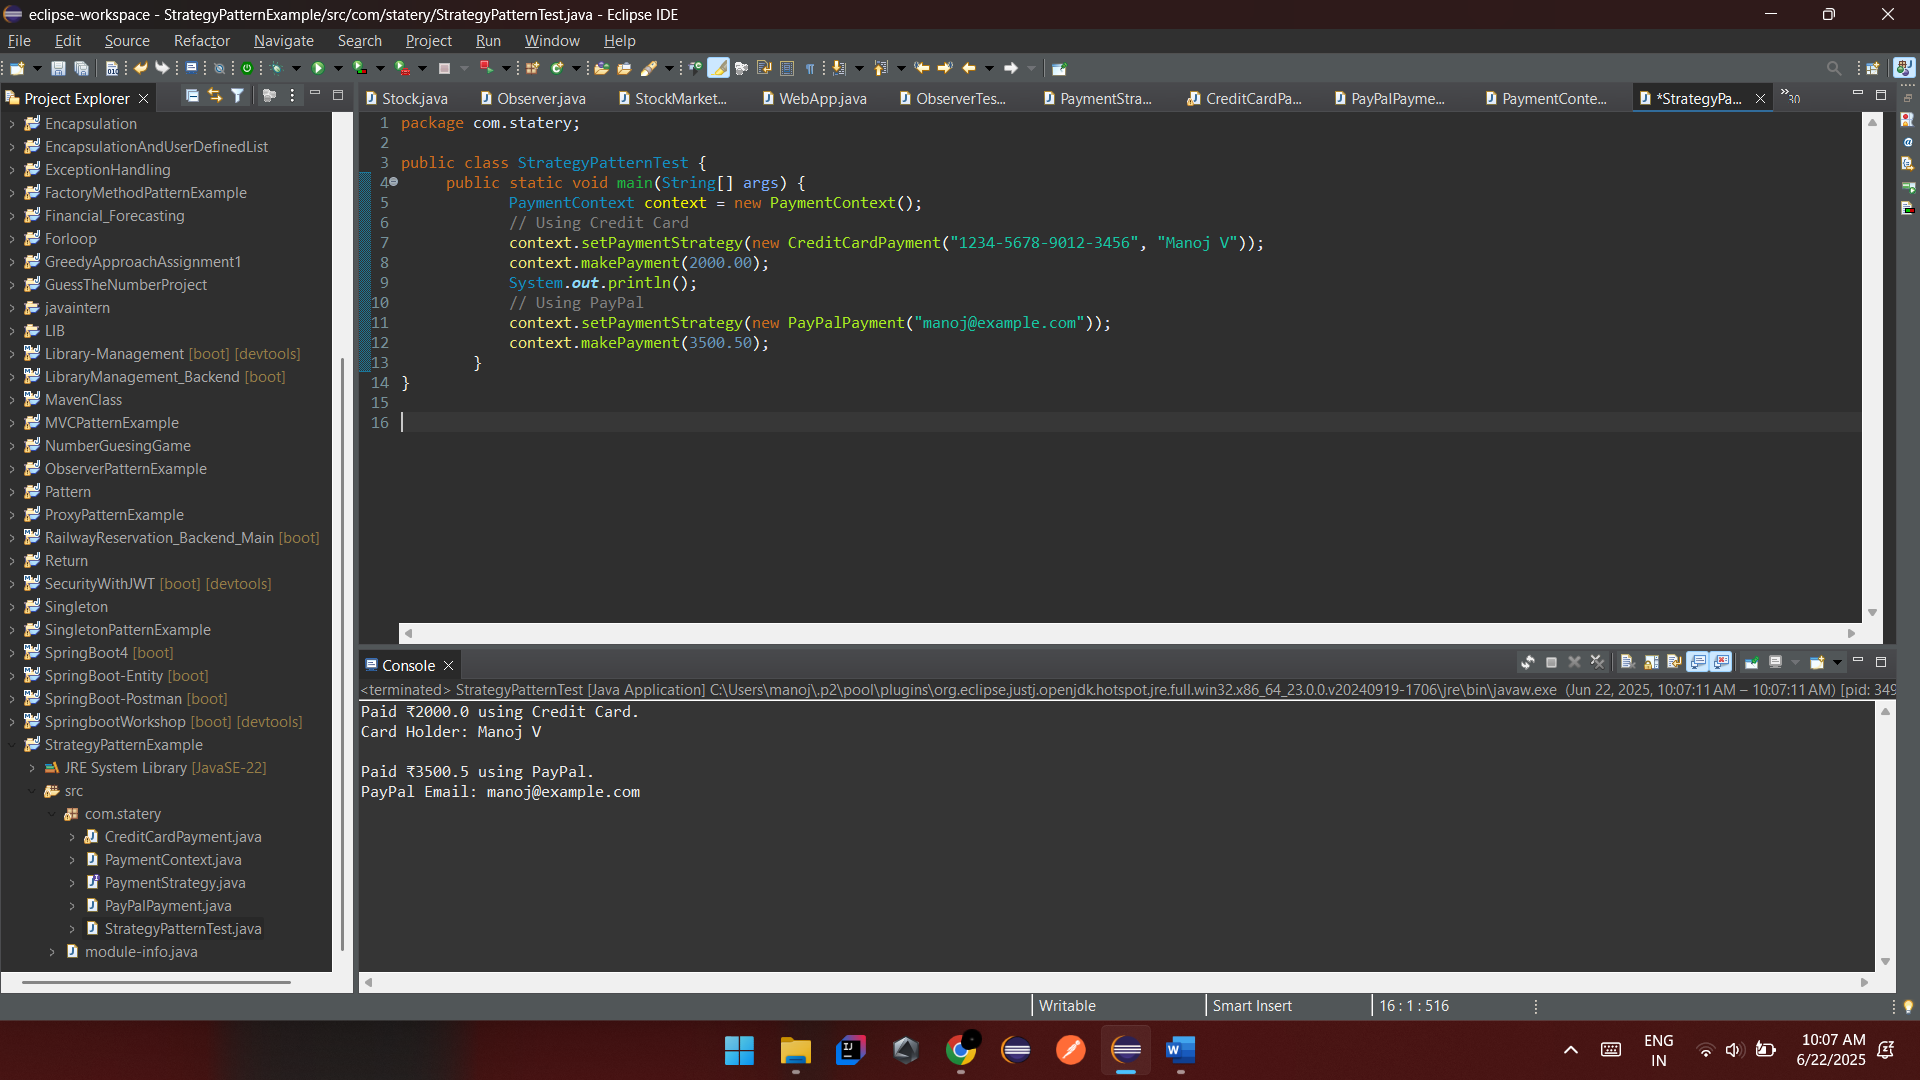 eclipse-workspace - StrategyPatternExample/src/com/statery/StrategyPatternTest.java - Eclipse IDE
File Edit Source Refactor Navigate Search Project Run Window Help
Project Explorer
Stock.java Observer.java StockMarket... WebApp.java ObserverTes... PaymentStra... CreditCardPa... PayPalPayme... PaymentConte... *StrategyPa... »30
Encapsulation
EncapsulationAndUserDefinedList
ExceptionHandling
FactoryMethodPatternExample
Financial_Forecasting
Forloop
GreedyApproachAssignment1
GuessTheNumberProject
javaintern
LIB
Library-Management [boot] [devtools]
LibraryManagement_Backend [boot]
MavenClass
MVCPatternExample
NumberGuesingGame
ObserverPatternExample
Pattern
ProxyPatternExample
RailwayReservation_Backend_Main [boot]
Return
SecurityWithJWT [boot] [devtools]
Singleton
SingletonPatternExample
SpringBoot4 [boot]
SpringBoot-Entity [boot]
SpringBoot-Postman [boot]
SpringbootWorkshop [boot] [devtools]
StrategyPatternExample
JRE System Library [JavaSE-22]
src
com.statery
CreditCardPayment.java
PaymentContext.java
PaymentStrategy.java
PayPalPayment.java
StrategyPatternTest.java
module-info.java
1 package com.statery;
2
3 public class StrategyPatternTest {
4 public static void main(String[] args) {
5 PaymentContext context = new PaymentContext();
6 // Using Credit Card
7 context.setPaymentStrategy(new CreditCardPayment("1234-5678-9012-3456", "Manoj V"));
8 context.makePayment(2000.00);
9 System.out.println();
10 // Using PayPal
11 context.setPaymentStrategy(new PayPalPayment("manoj@example.com"));
12 context.makePayment(3500.50);
13 }
14 }
15
16
Console
<terminated> StrategyPatternTest [Java Application] C:\Users\manoj\.p2\pool\plugins\org.eclipse.justj.openjdk.hotspot.jre.full.win32.x86_64_23.0.0.v20240919-1706\jre\bin\javaw.exe (Jun 22, 2025, 10:07:11 AM – 10:07:11 AM) [pid: 349
Paid ₹2000.0 using Credit Card.
Card Holder: Manoj V
Paid ₹3500.5 using PayPal.
PayPal Email: manoj@example.com
Writable Smart Insert 16 : 1 : 516
ENG
IN
10:07 AM
6/22/2025